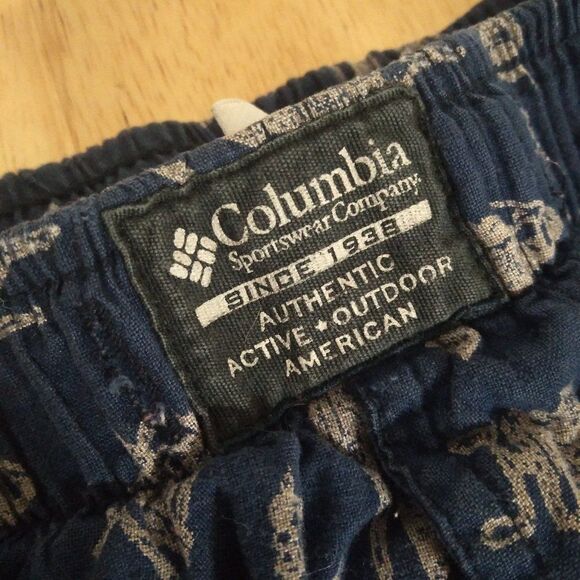 Columbia
Sportswear Company
SINCE 1938
AUTHENTIC
ACTIVE ✦ OUTDOOR
AMERICAN